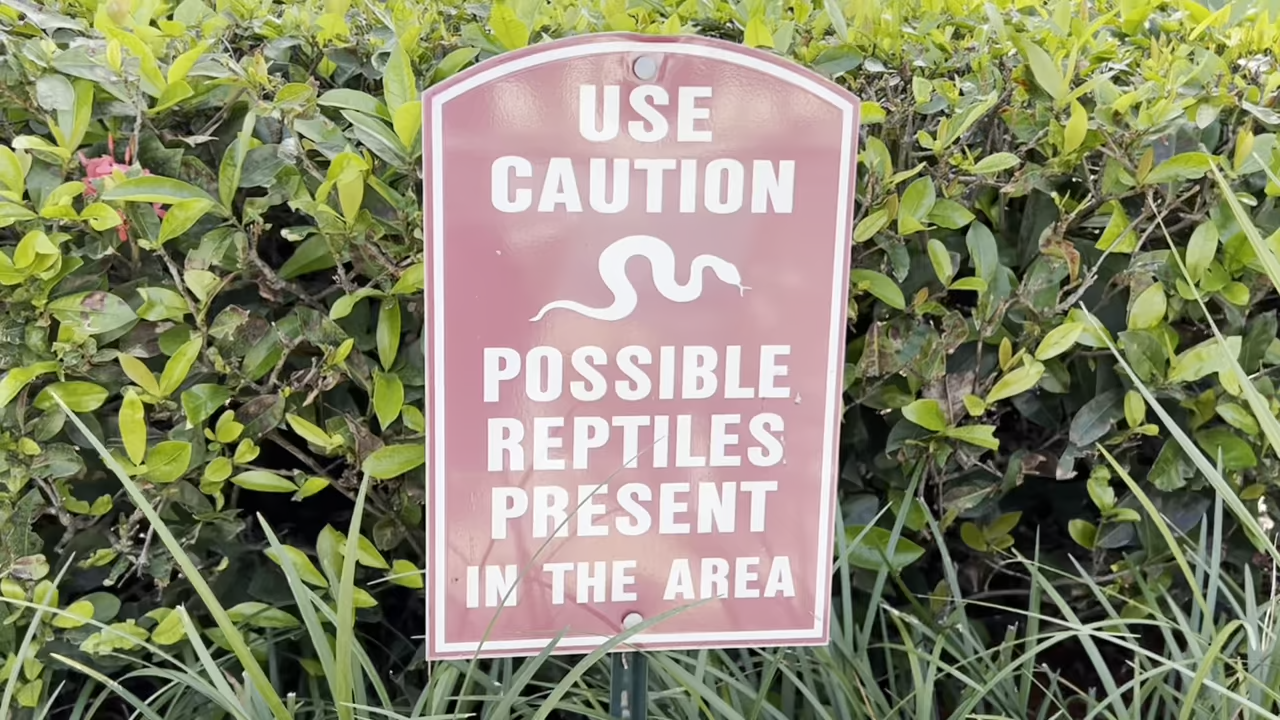 USE
CAUTION
POSSIBLE
REPTILES
PRESENT
IN THE AREA